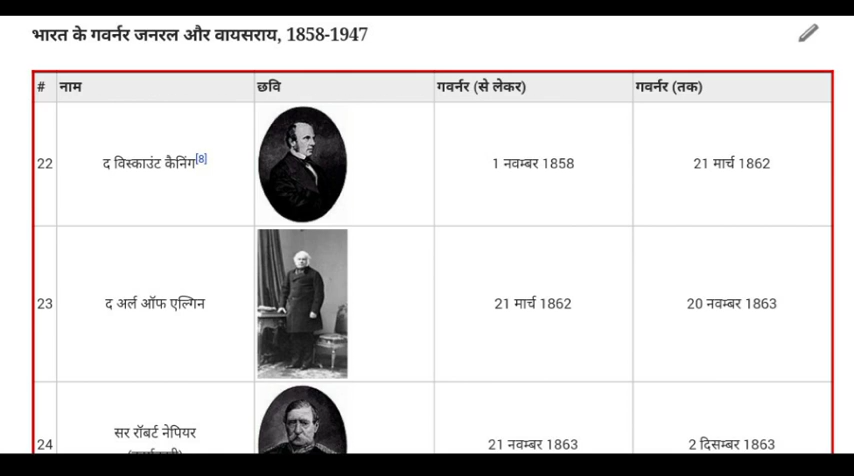 भारत के गवर्नर जनरल और वायसराय, 1858-1947
# नाम छवि गवर्नर (से लेकर) गवर्नर (तक)
22 द विस्काउंट कैनिंग[8] 1 नवम्बर 1858 21 मार्च 1862
23 द अर्ल ऑफ एल्गिन 21 मार्च 1862 20 नवम्बर 1863
सर रॉबर्ट नेपियर
24 21 नवम्बर 1863 2 दिसम्बर 1863